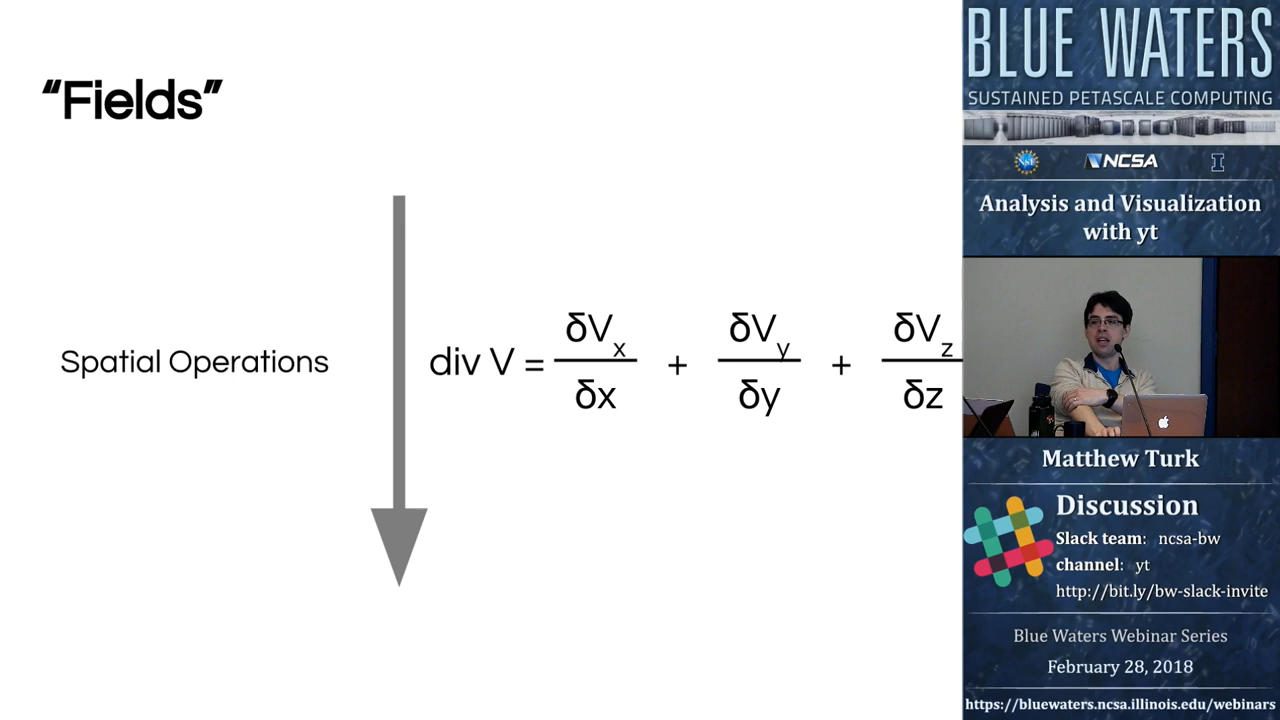 “Fields”
Spatial Operations
div V = δVx/δx + δVy/δy + δVz/δz
BLUE WATERS
SUSTAINED PETASCALE COMPUTING
NSF
NCSA
I
Analysis and Visualization
with yt
Matthew Turk
Discussion
Slack team: ncsa-bw
channel: yt
http://bit.ly/bw-slack-invite
Blue Waters Webinar Series
February 28, 2018
https://bluewaters.ncsa.illinois.edu/webinars